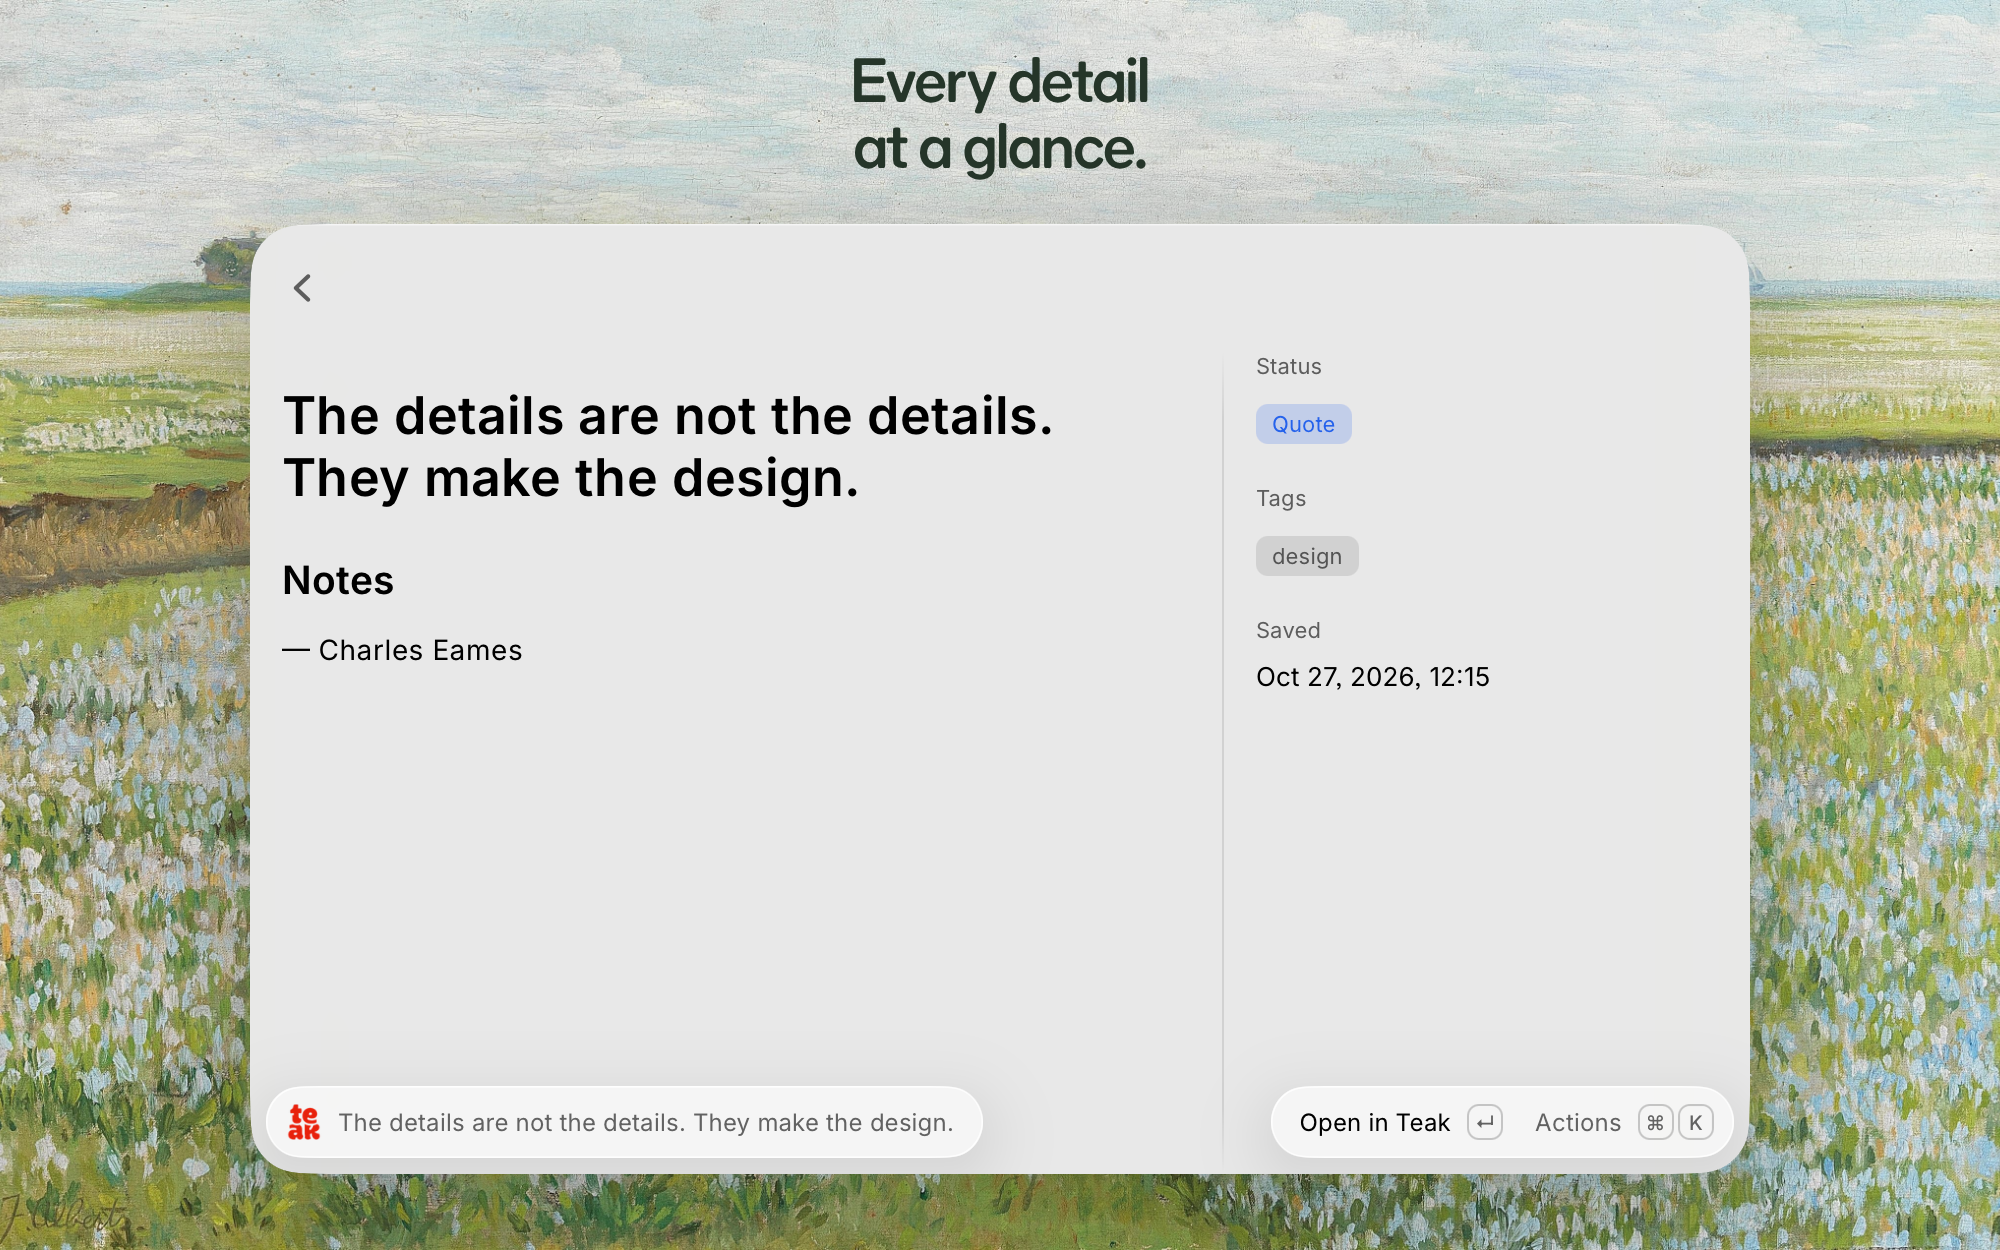 Every detail
at a glance.
The details are not the details.
They make the design.
Notes
— Charles Eames
Status
Quote
Tags
design
Saved
Oct 27, 2026, 12:15
te
ak
The details are not the details. They make the design.
Open in Teak ↵ Actions ⌘ K